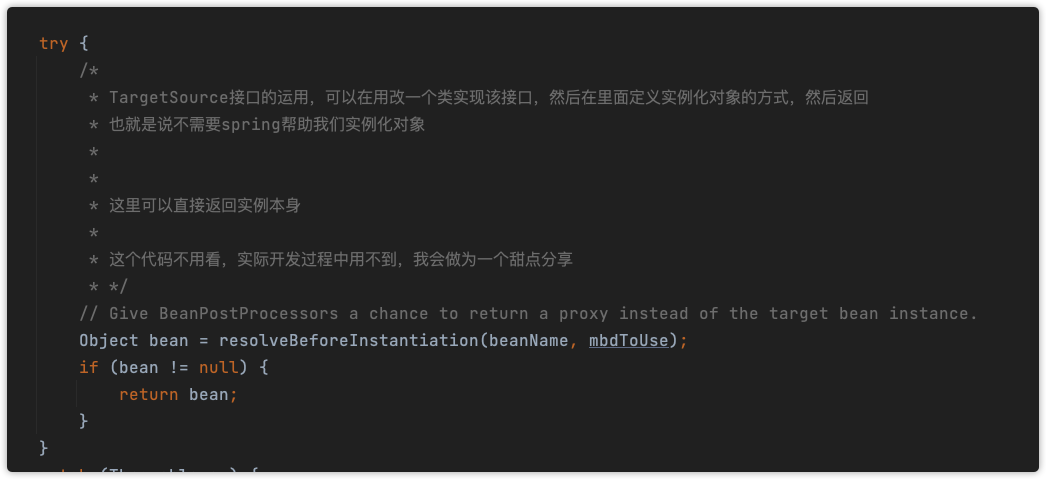 try {
/*
* TargetSource接口的运用，可以在用改一个类实现该接口，然后在里面定义实例化对象的方式，然后返回
* 也就是说不需要spring帮助我们实例化对象
*
*
* 这里可以直接返回实例本身
*
* 这个代码不用看，实际开发过程中用不到，我会做为一个甜点分享
* */
// Give BeanPostProcessors a chance to return a proxy instead of the target bean instance.
Object bean = resolveBeforeInstantiation(beanName, mbdToUse);
if (bean != null) {
return bean;
}
}